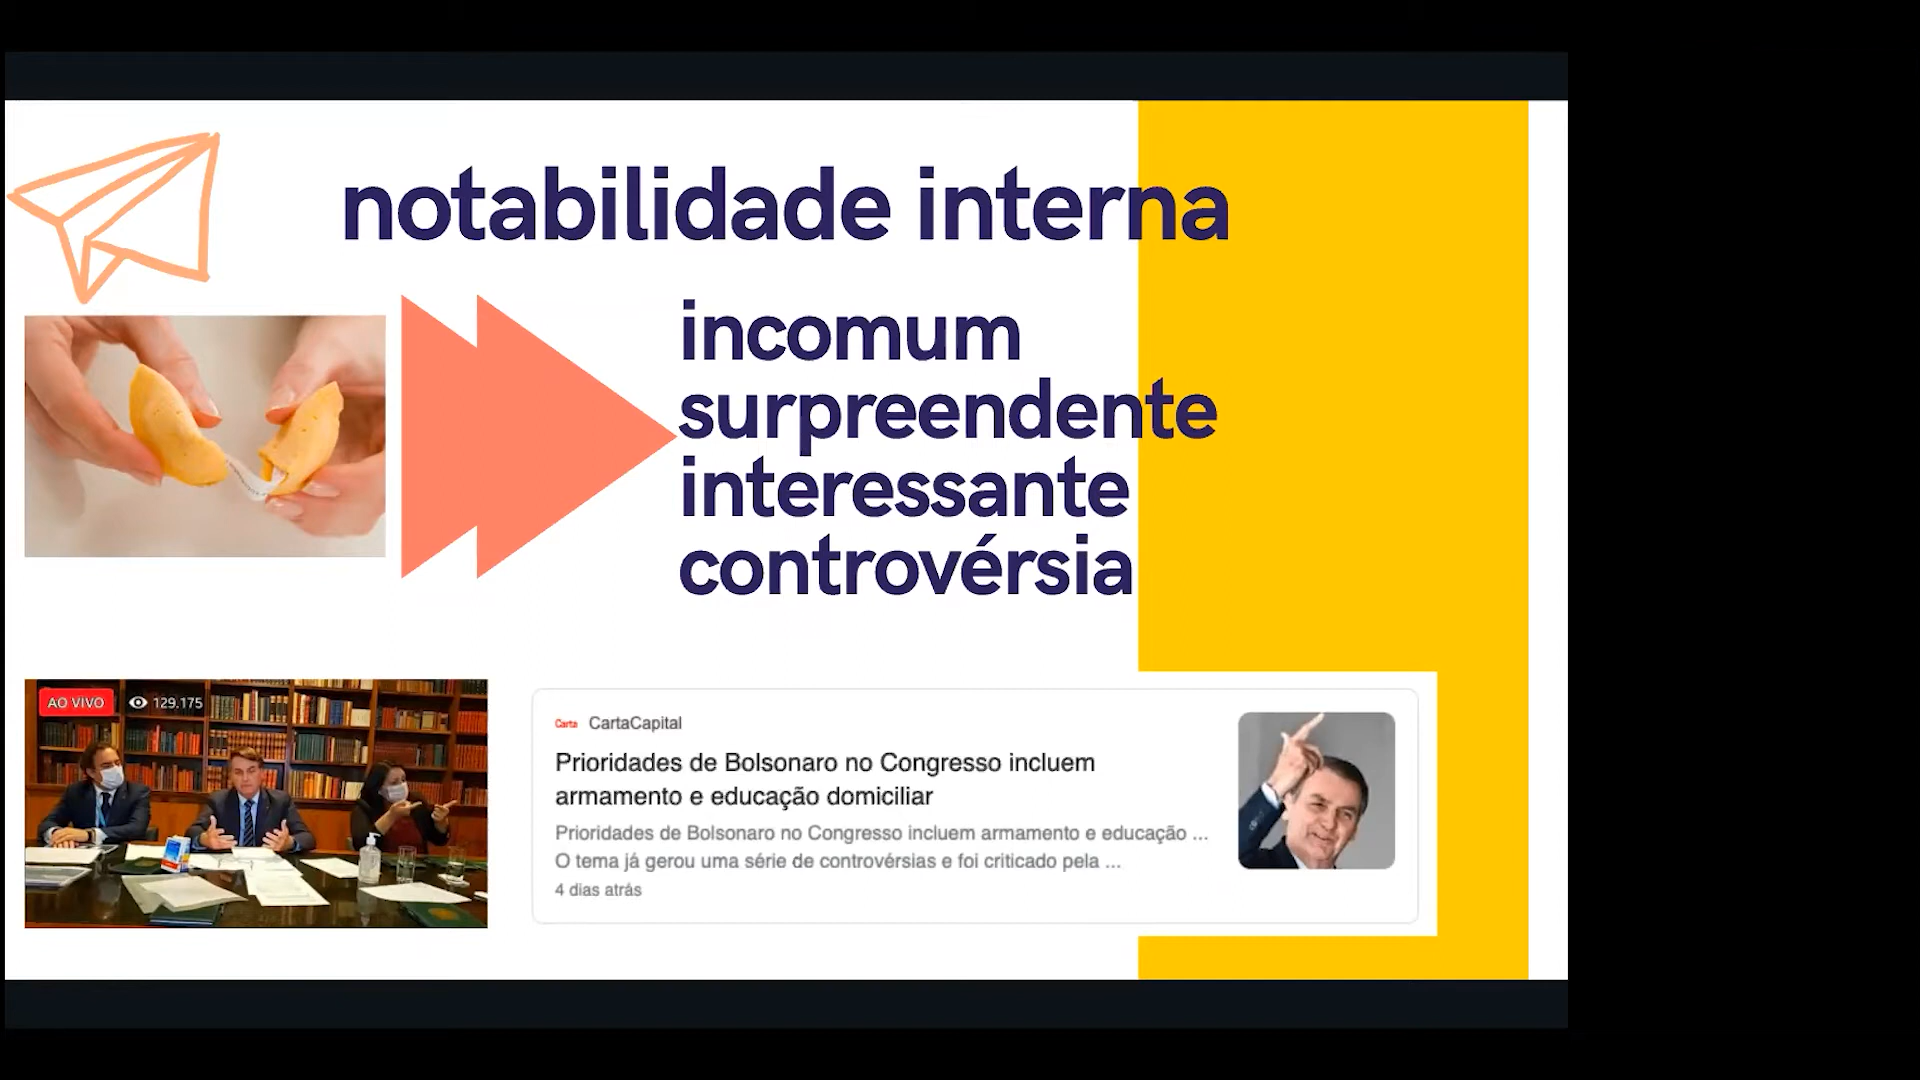 notabilidade interna
incomum
surpreendente
interessante
controvérsia
AO VIVO 129.175
Carta CartaCapital
Prioridades de Bolsonaro no Congresso incluem
armamento e educação domiciliar
Prioridades de Bolsonaro no Congresso incluem armamento e educação ...
O tema já gerou uma série de controvérsias e foi criticado pela ...
4 dias atrás